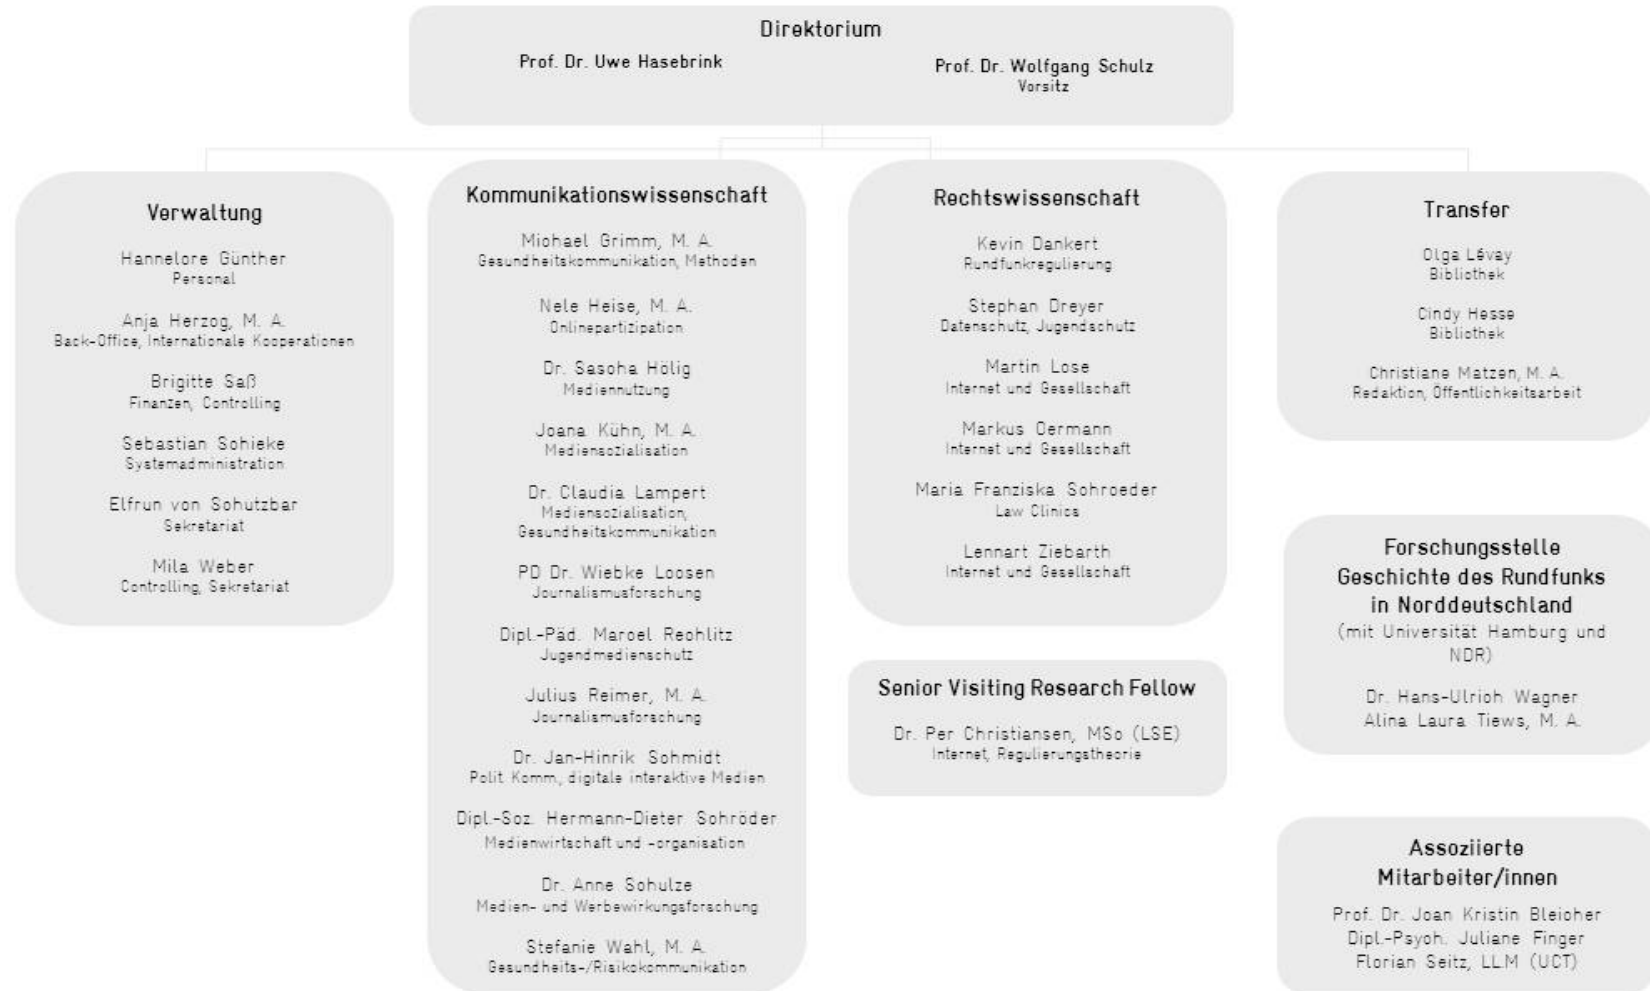 Direktorium
Prof. Dr. Uwe Hasebrink
Prof. Dr. Wolfgang Schulz
Vorsitz
Verwaltung
Hannelore Günther
Personal
Anja Herzog, M. A.
Back-Office, Internationale Kooperationen
Brigitte Saß
Finanzen, Controlling
Sebastian Schieke
Systemadministration
Elfrun von Schutzbar
Sekretariat
Mila Weber
Controlling, Sekretariat
Kommunikationswissenschaft
Michael Grimm, M. A.
Gesundheitskommunikation, Methoden
Nele Heise, M. A.
Onlinepartizipation
Dr. Sascha Hölig
Mediennutzung
Joana Kühn, M. A.
Mediensozialisation
Dr. Claudia Lampert
Mediensozialisation,
Gesundheitskommunikation
PD Dr. Wiebke Loosen
Journalismusforschung
Dipl.-Päd. Marcel Rechlitz
Jugendmedienschutz
Julius Reimer, M. A.
Journalismusforschung
Dr. Jan-Hinrik Schmidt
Polit. Komm., digitale interaktive Medien
Dipl.-Soz. Hermann-Dieter Schröder
Medienwirtschaft und -organisation
Dr. Anne Schulze
Medien- und Werbewirkungsforschung
Stefanie Wahl, M. A.
Gesundheits-/Risikokommunikation
Rechtswissenschaft
Kevin Dankert
Rundfunkregulierung
Stephan Dreyer
Datenschutz, Jugendschutz
Martin Lose
Internet und Gesellschaft
Markus Oermann
Internet und Gesellschaft
Maria Franziska Schroeder
Law Clinics
Lennart Ziebarth
Internet und Gesellschaft
Senior Visiting Research Fellow
Dr. Per Christiansen, MSc (LSE)
Internet, Regulierungstheorie
Transfer
Olga Lévay
Bibliothek
Cindy Hesse
Bibliothek
Christiane Matzen, M. A.
Redaktion, Öffentlichkeitsarbeit
Forschungsstelle
Geschichte des Rundfunks
in Norddeutschland
(mit Universität Hamburg und
NDR)
Dr. Hans-Ulrich Wagner
Alina Laura Tiews, M. A.
Assoziierte
Mitarbeiter/innen
Prof. Dr. Joan Kristin Bleicher
Dipl.-Psych. Juliane Finger
Florian Seitz, LL.M (UCT)